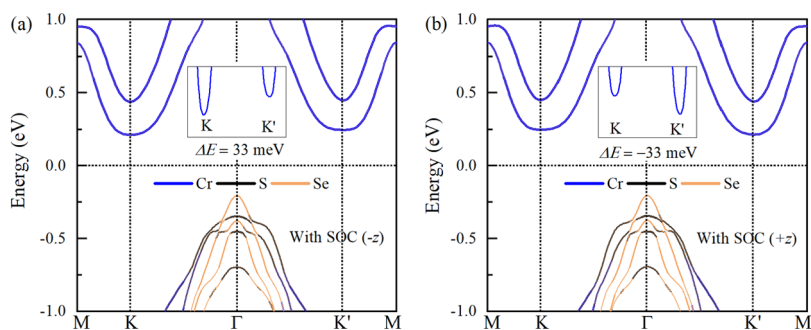 (a)
Energy (eV)
1.0
0.5
0.0
-0.5
-1.0
K K'
ΔE = 33 meV
Cr S Se
With SOC (-z)
M K Γ K' M
(b)
Energy (eV)
1.0
0.5
0.0
-0.5
-1.0
K K'
ΔE = −33 meV
Cr S Se
With SOC (+z)
M K Γ K' M